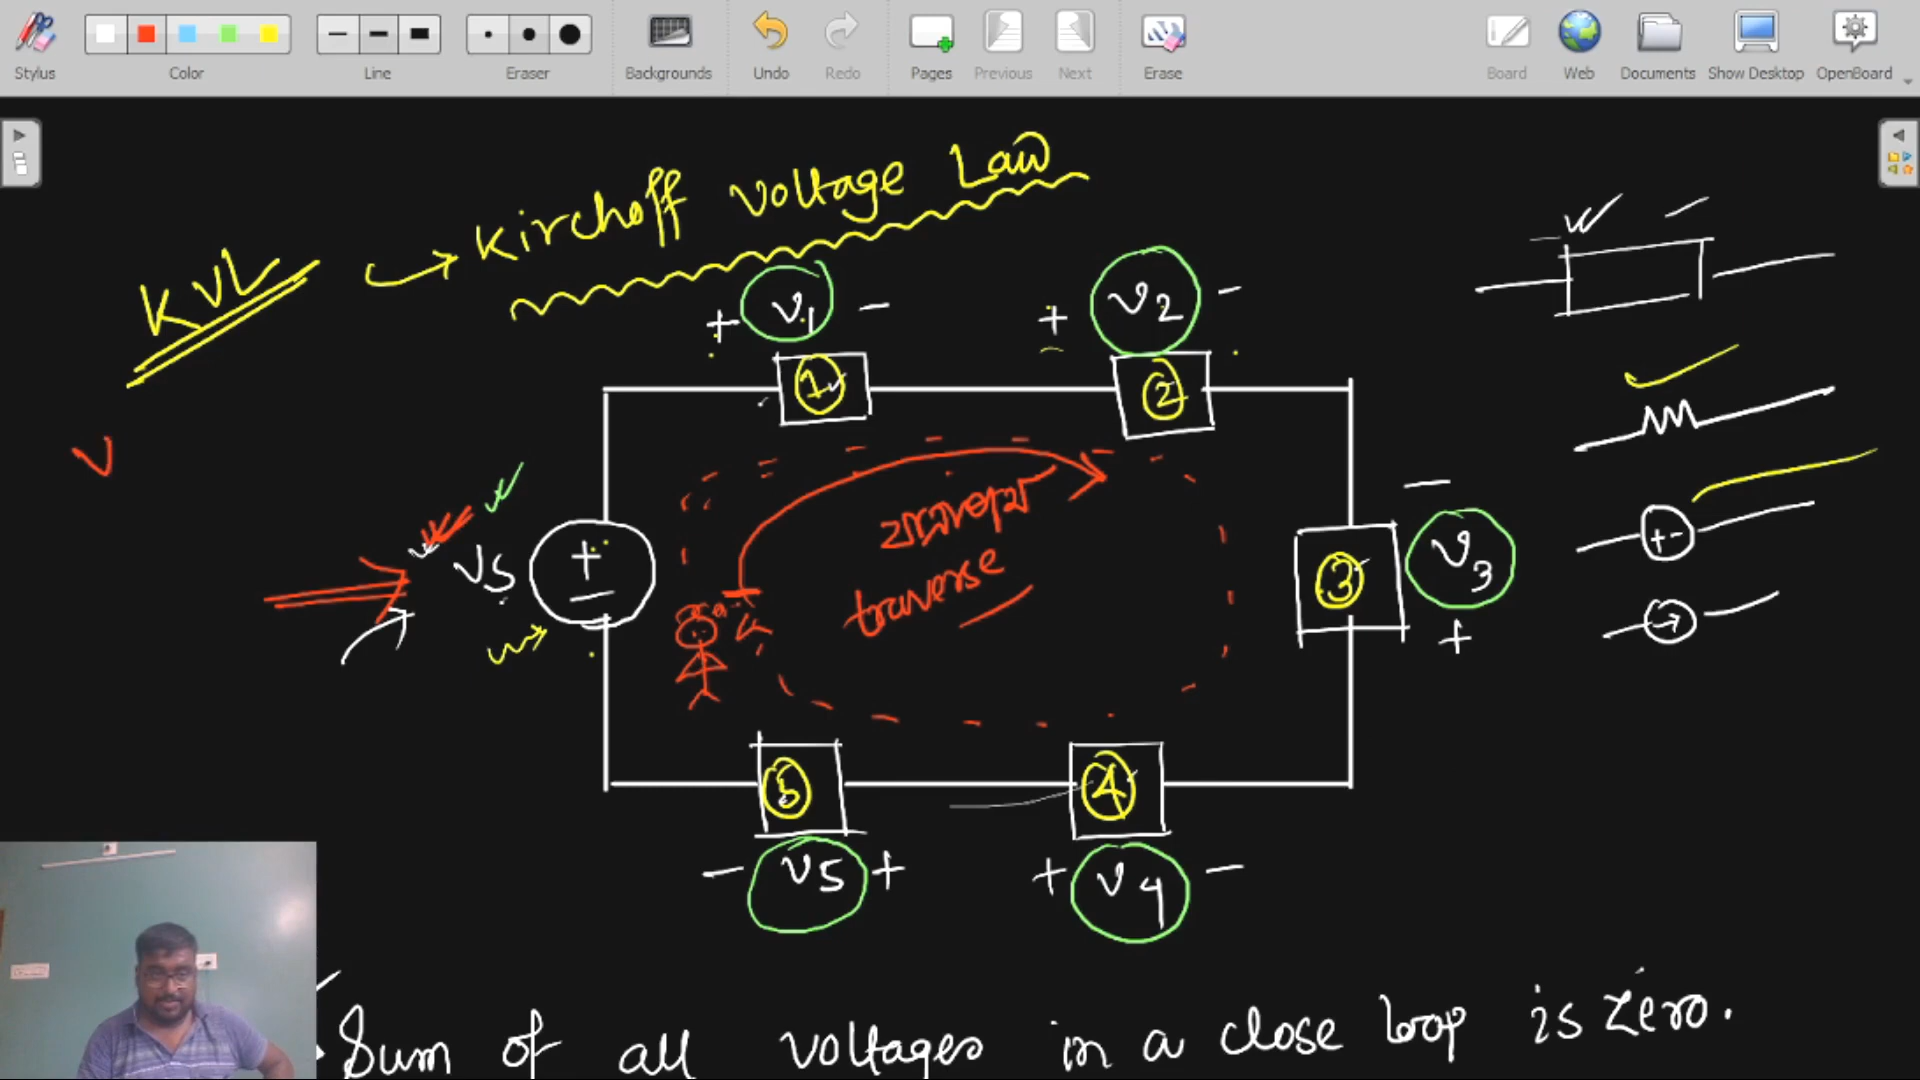 Stylus
Color
Line
Eraser
Backgrounds
Undo
Redo
Pages
Previous
Next
Erase
Board
Web
Documents
Show Desktop
OpenBoard
KVL → Kirchoff Voltage Law
+ V1 -
+ V2 -
1
2
V
VS
+
-
traverse
3
-
V3
+
+ -
5
4
- V5 +
+ V4 -
Sum of all voltages in a close loop is zero.